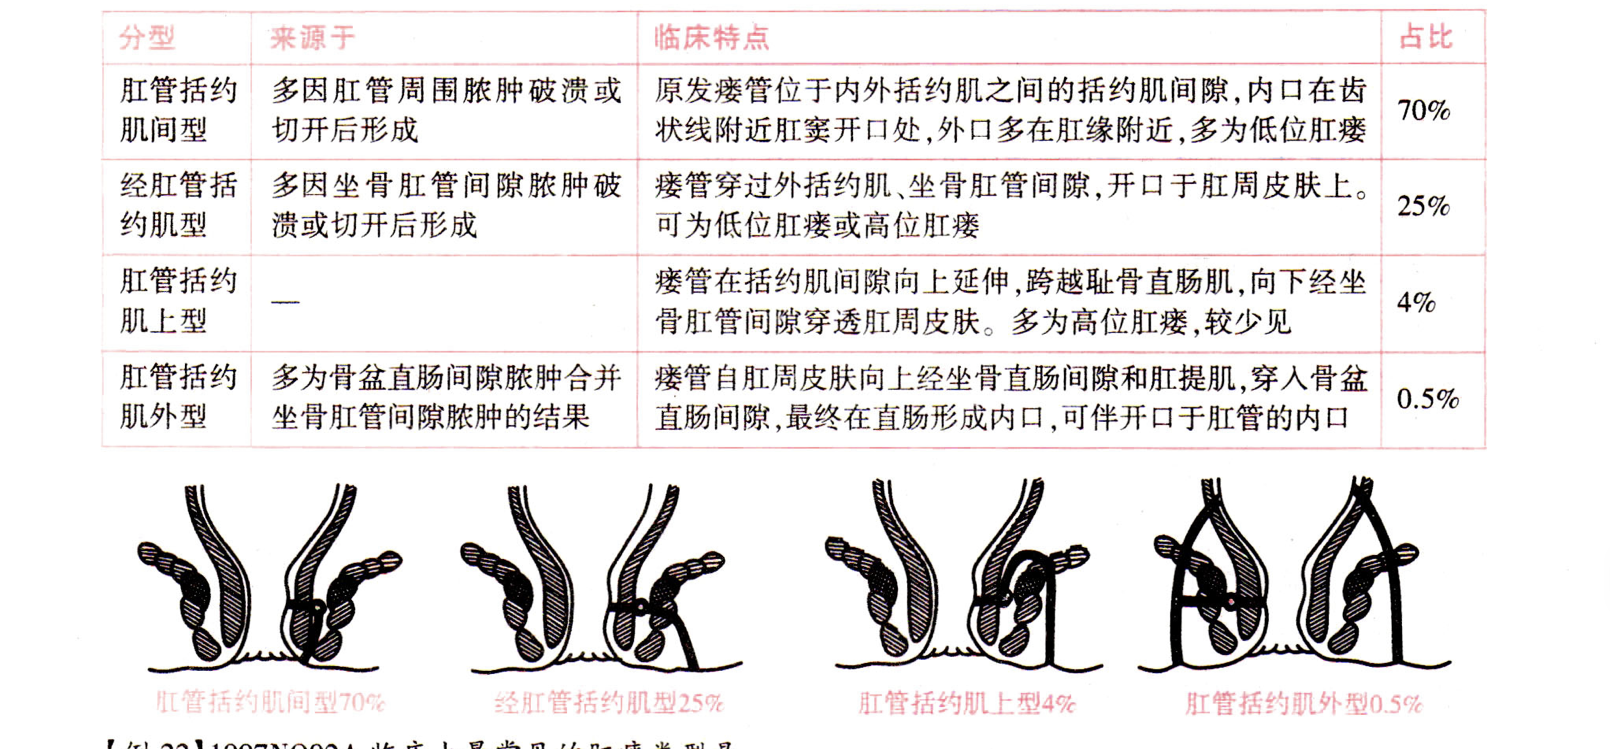 分型 来源于 临床特点 占比
肛管括约 多因肛管周围脓肿破溃或 原发瘘管位于内外括约肌之间的括约肌间隙,内口在齿
肌间型 切开后形成 状线附近肛窦开口处,外口多在肛缘附近,多为低位肛瘘 70%
经肛管括 多因坐骨肛管间隙脓肿破 瘘管穿过外括约肌、坐骨肛管间隙,开口于肛周皮肤上。
约肌型 溃或切开后形成 可为低位肛瘘或高位肛瘘 25%
肛管括约 — 瘘管在括约肌间隙向上延伸,跨越耻骨直肠肌,向下经坐
肌上型 骨肛管间隙穿透肛周皮肤。多为高位肛瘘,较少见 4%
肛管括约 多为骨盆直肠间隙脓肿合并 瘘管自肛周皮肤向上经坐骨直肠间隙和肛提肌,穿入骨盆
肌外型 坐骨肛管间隙脓肿的结果 直肠间隙,最终在直肠形成内口,可伴开口于肛管的内口 0.5%
肛管括约肌间型70% 经肛管括约肌型25% 肛管括约肌上型4% 肛管括约肌外型0.5%